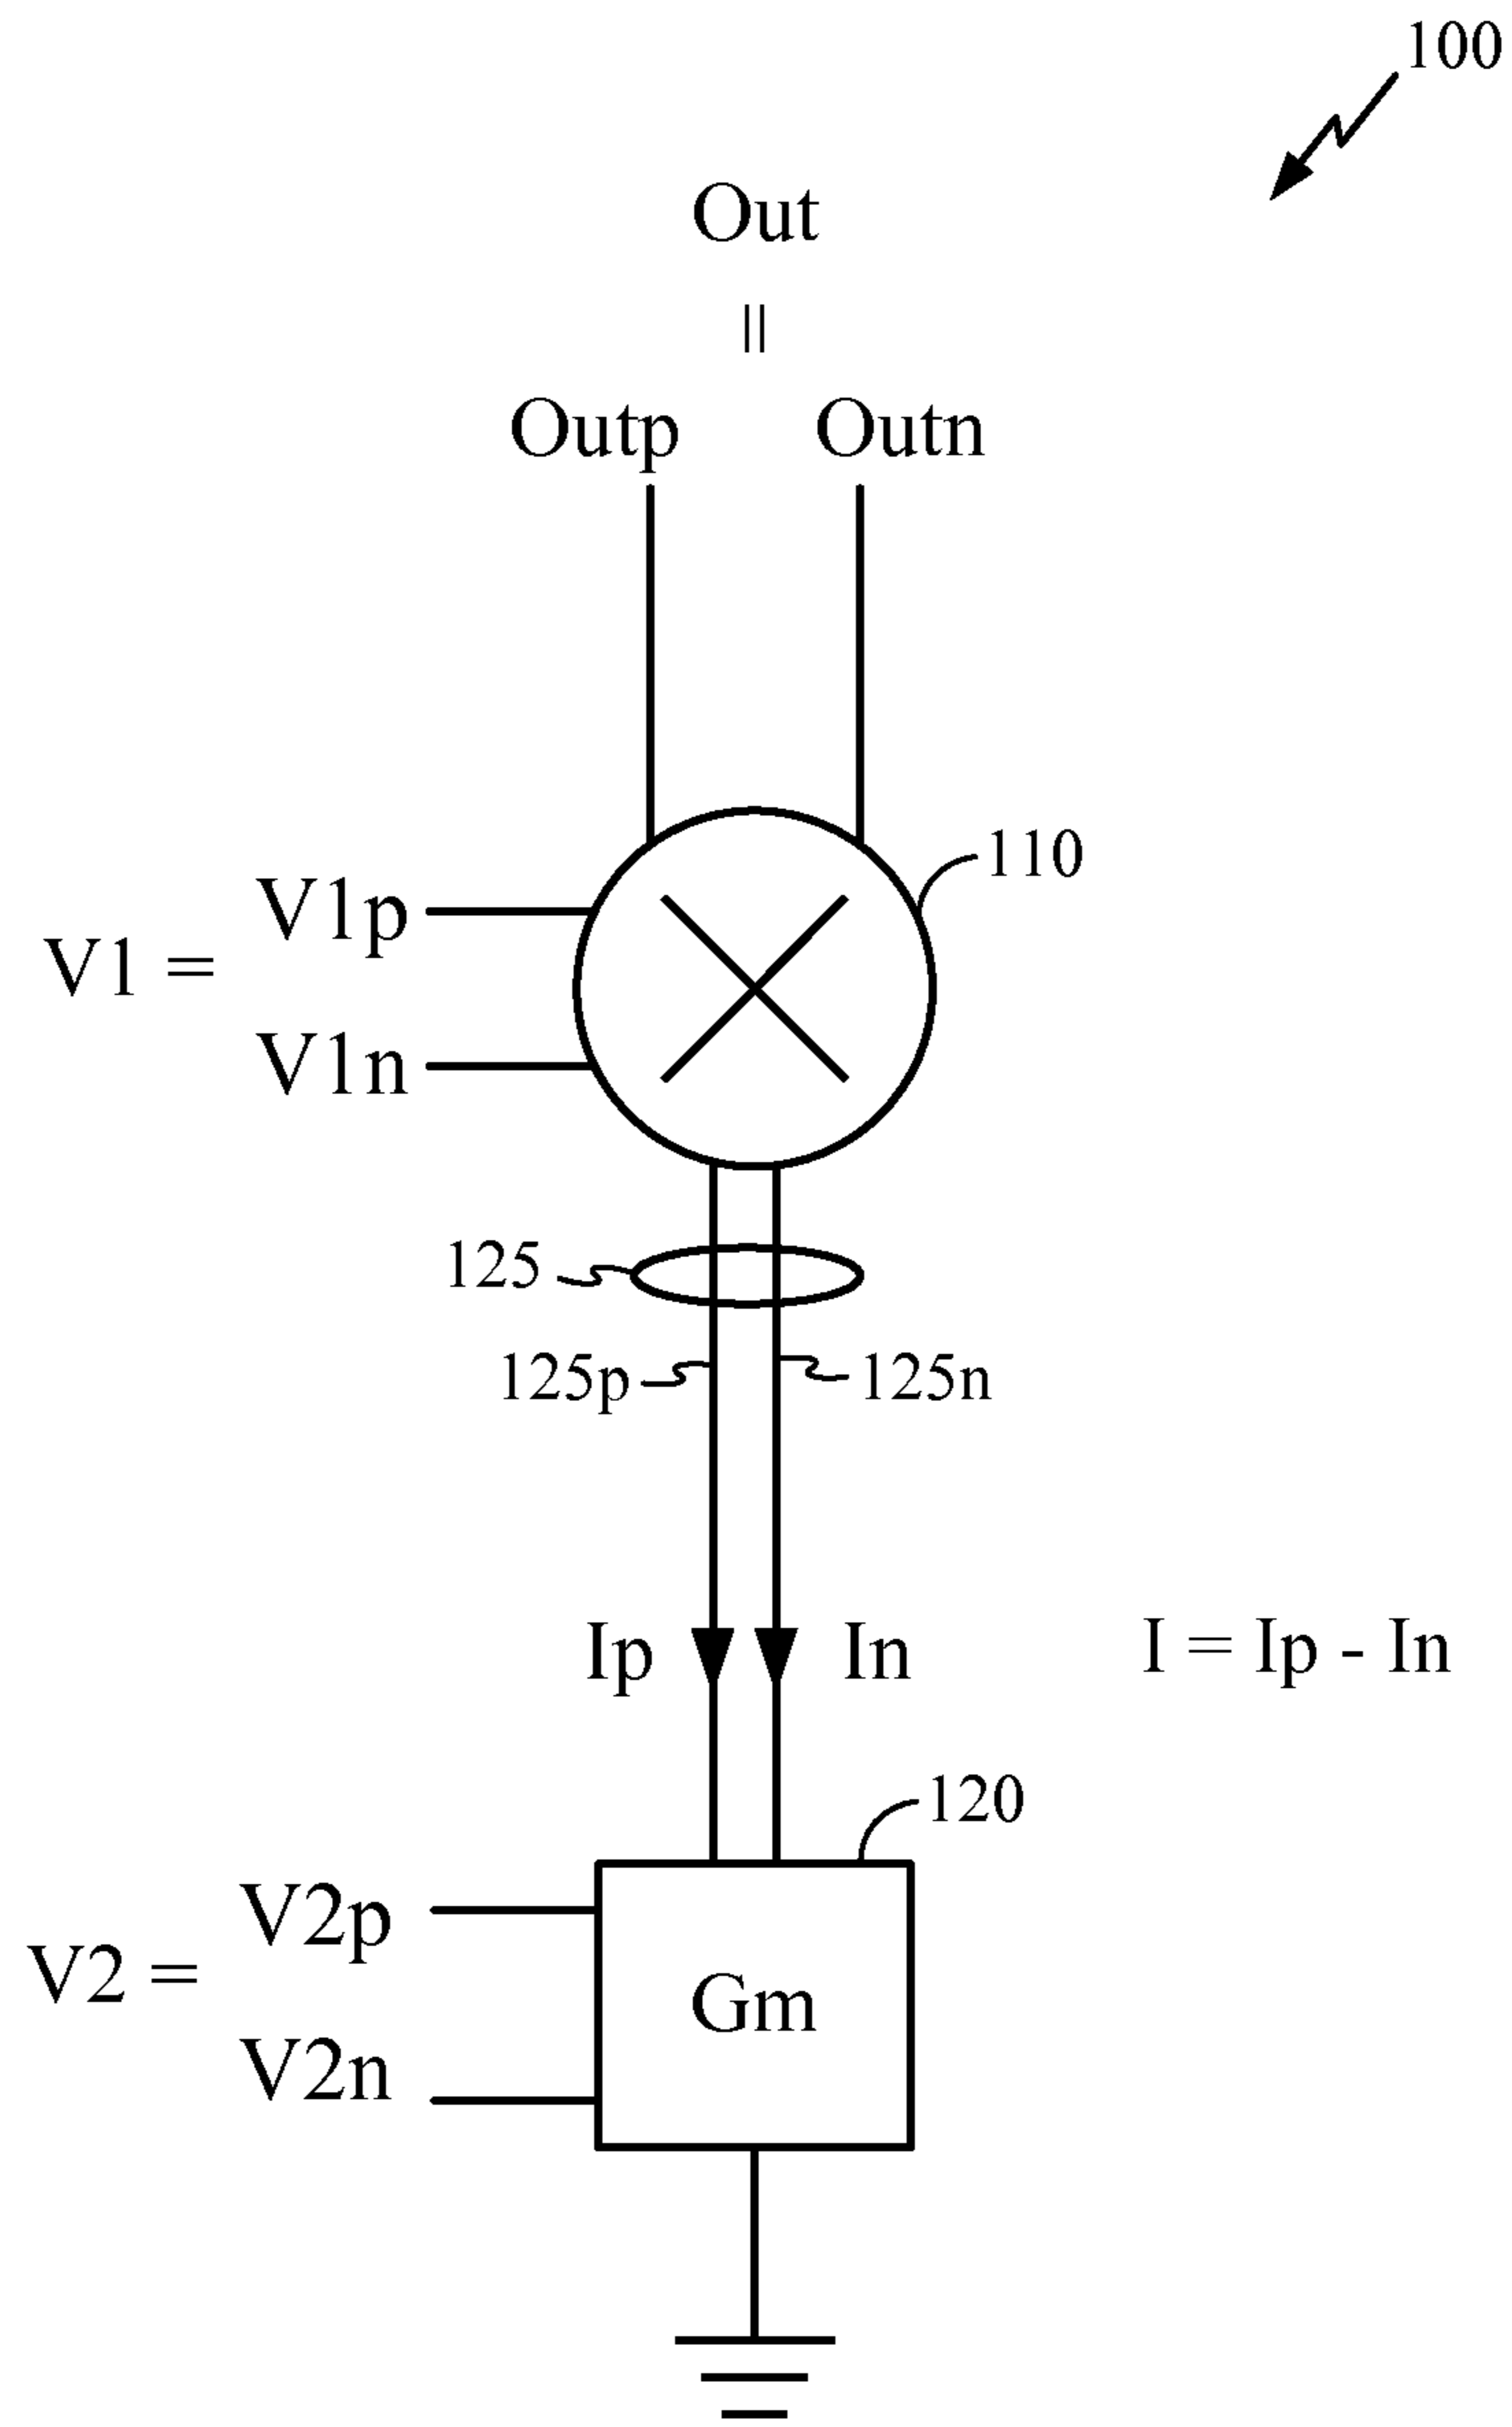 100
Out
=
Outp Outn
110
V1p
V1 =
V1n
125
125p 125n
Ip In I = Ip - In
120
V2p
V2 =
Gm
V2n